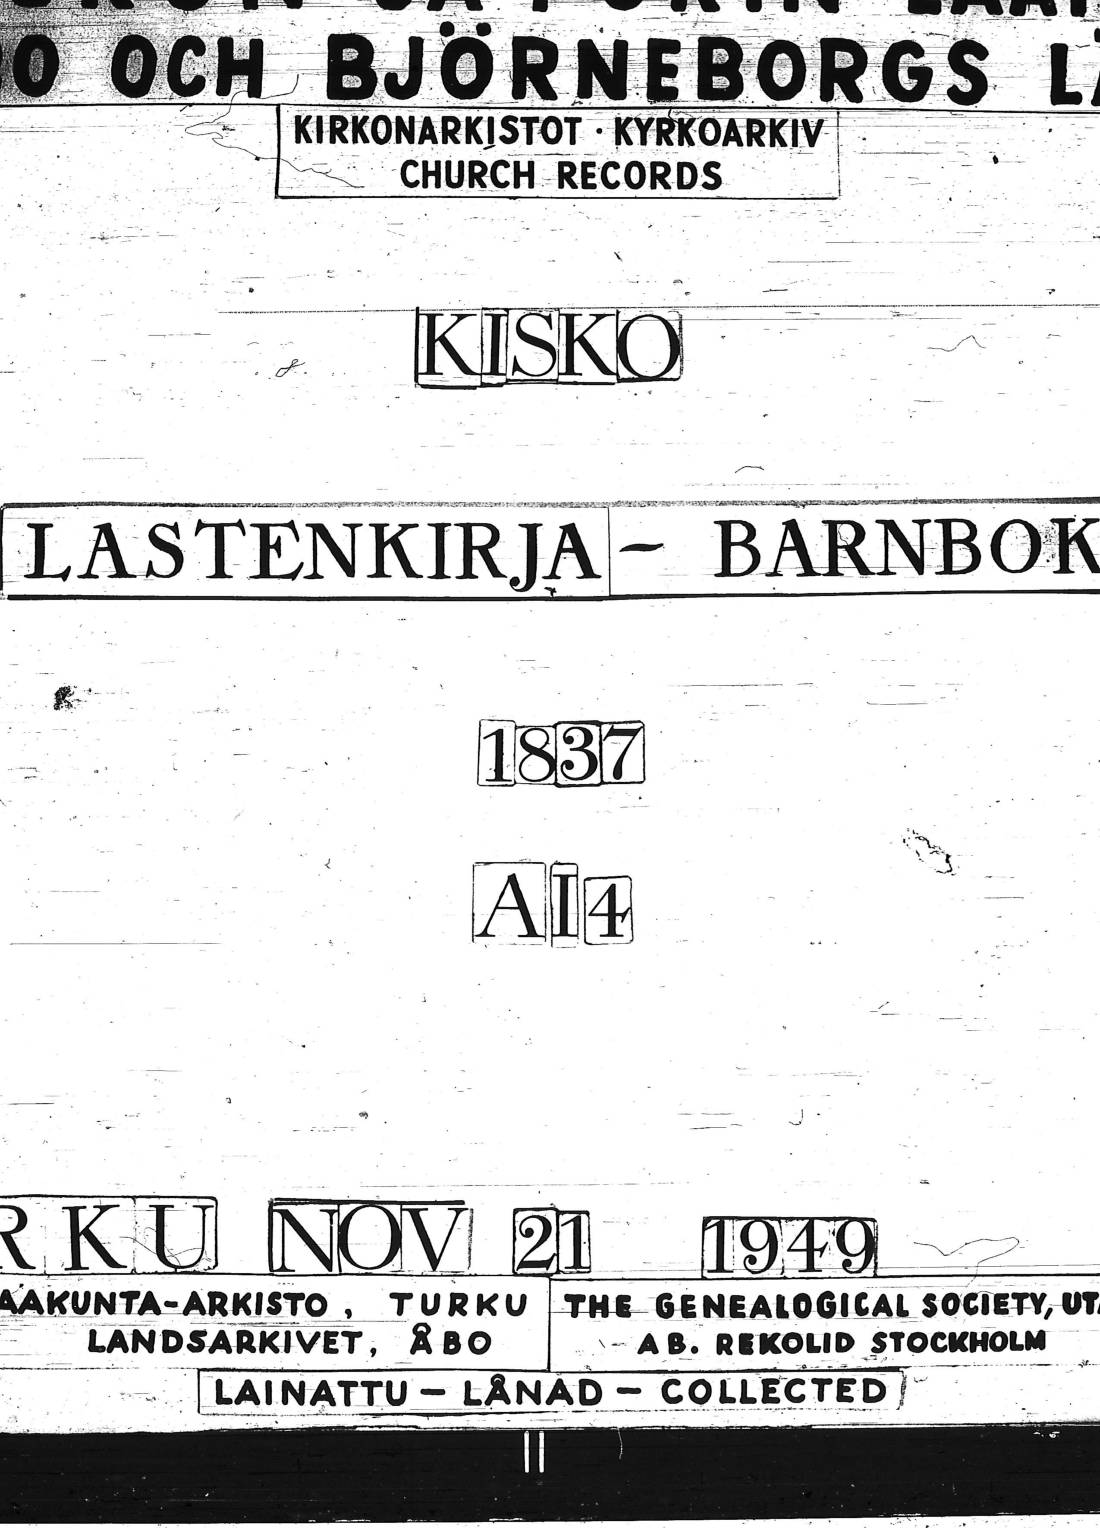 OCH BJÖRNEBORGS
KIRKONARKISTOT · KYRKOARKIV
CHURCH RECORDS
KISKO
LASTENKIRJA – BARNBOK
1837
AI4
RKU NOV 21 1949
AAKUNTA-ARKISTO, TURKU
LANDSARKIVET, ÅBO
THE GENEALOGICAL SOCIETY, UTA
AB. REKOLID STOCKHOLM
LAINATTU – LÅNAD – COLLECTED